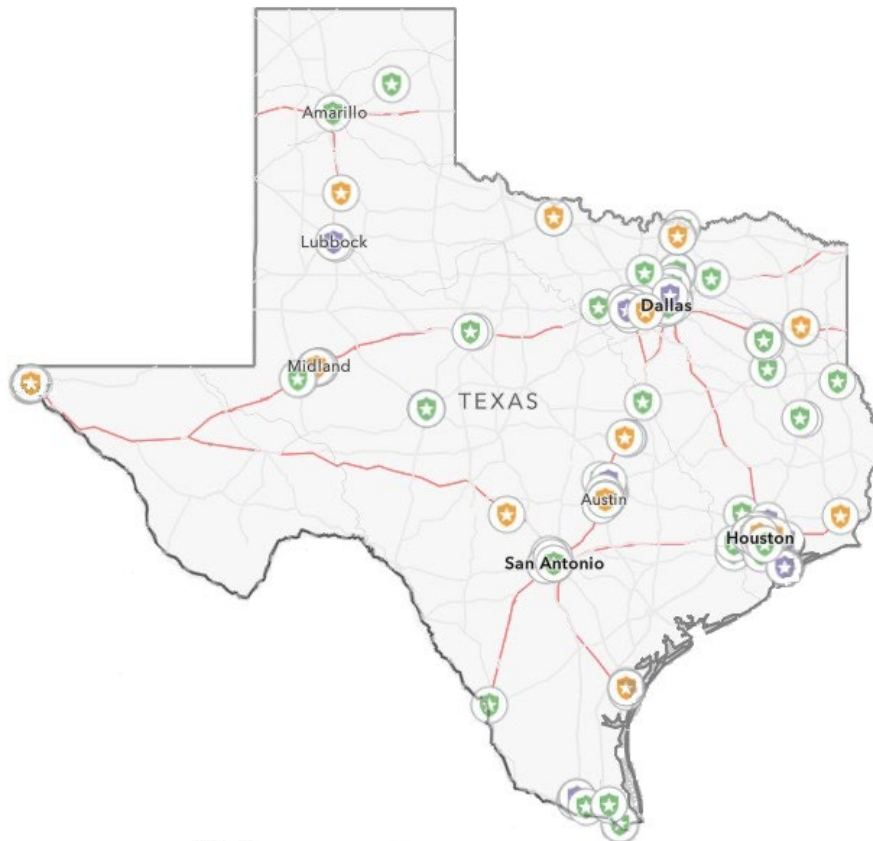 Amarillo
Lubbock
Dallas
Midland
TEXAS
Austin
Houston
San Antonio